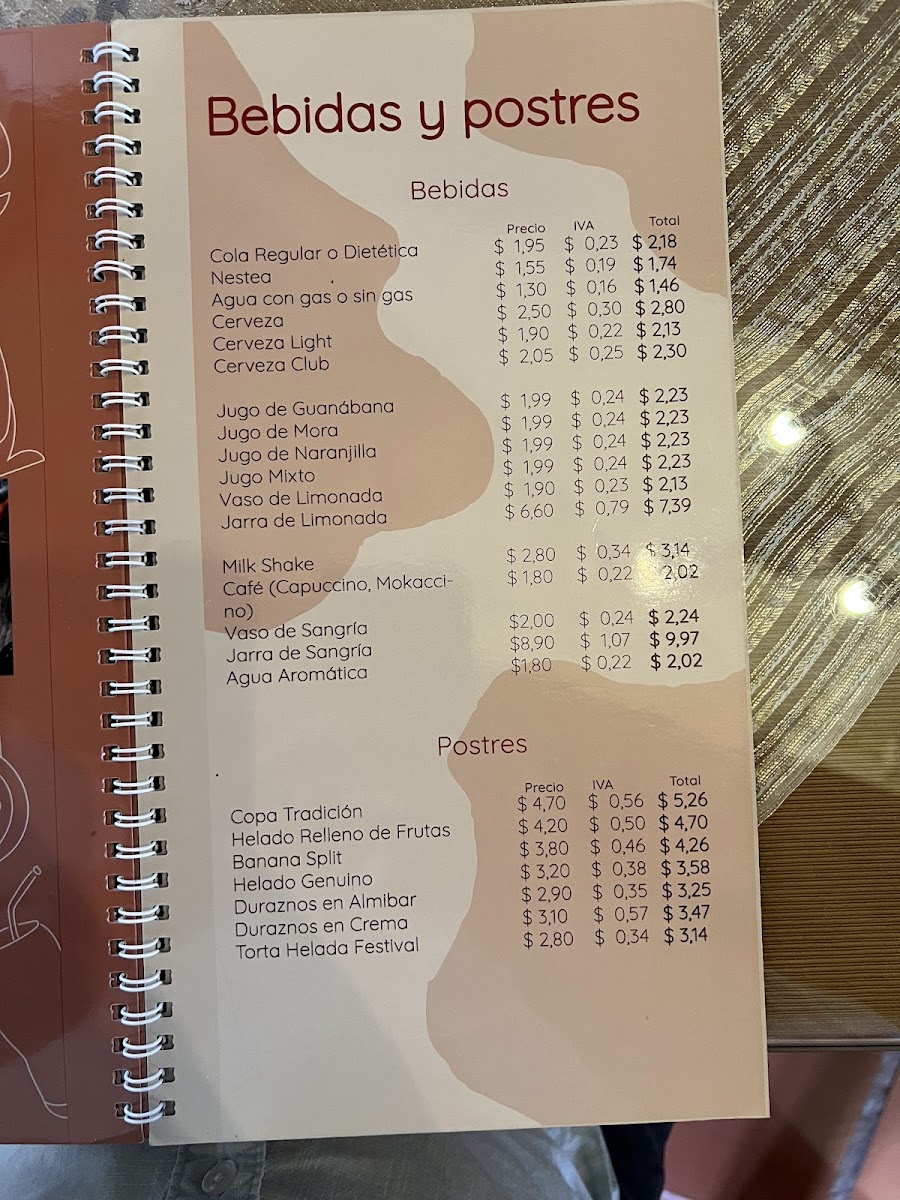 Bebidas y postres
Bebidas
Precio IVA Total
Cola Regular o Dietética $ 1,95 $ 0,23 $ 2,18
Nestea $ 1,55 $ 0,19 $ 1,74
Agua con gas o sin gas $ 1,30 $ 0,16 $ 1,46
Cerveza $ 2,50 $ 0,30 $ 2,80
Cerveza Light $ 1,90 $ 0,22 $ 2,13
Cerveza Club $ 2,05 $ 0,25 $ 2,30
Jugo de Guanábana $ 1,99 $ 0,24 $ 2,23
Jugo de Mora $ 1,99 $ 0,24 $ 2,23
Jugo de Naranjilla $ 1,99 $ 0,24 $ 2,23
Jugo Mixto $ 1,99 $ 0,24 $ 2,23
Vaso de Limonada $ 1,90 $ 0,23 $ 2,13
Jarra de Limonada $ 6,60 $ 0,79 $ 7,39
Milk Shake $ 2,80 $ 0,34 $ 3,14
Café (Capuccino, Mokacci- $ 1,80 $ 0,22 2,02
no)
Vaso de Sangría $2,00 $ 0,24 $ 2,24
Jarra de Sangría $8,90 $ 1,07 $ 9,97
Agua Aromática $1,80 $ 0,22 $ 2,02
Postres
Precio IVA Total
Copa Tradición $ 4,70 $ 0,56 $ 5,26
Helado Relleno de Frutas $ 4,20 $ 0,50 $ 4,70
Banana Split $ 3,80 $ 0,46 $ 4,26
Helado Genuino $ 3,20 $ 0,38 $ 3,58
Duraznos en Almíbar $ 2,90 $ 0,35 $ 3,25
Duraznos en Crema $ 3,10 $ 0,57 $ 3,47
Torta Helada Festival $ 2,80 $ 0,34 $ 3,14